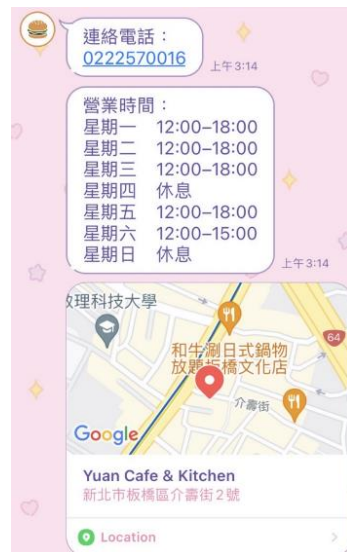 連絡電話：
0222570016
上午3:14
營業時間：
星期一 12:00–18:00
星期二 12:00–18:00
星期三 12:00–18:00
星期四 休息
星期五 12:00–18:00
星期六 12:00–15:00
星期日 休息
上午3:14
理科技大學
64
和牛涮日式鍋物
放題板橋文化店
介壽街
Google
Yuan Cafe & Kitchen
新北市板橋區介壽街2號
Location